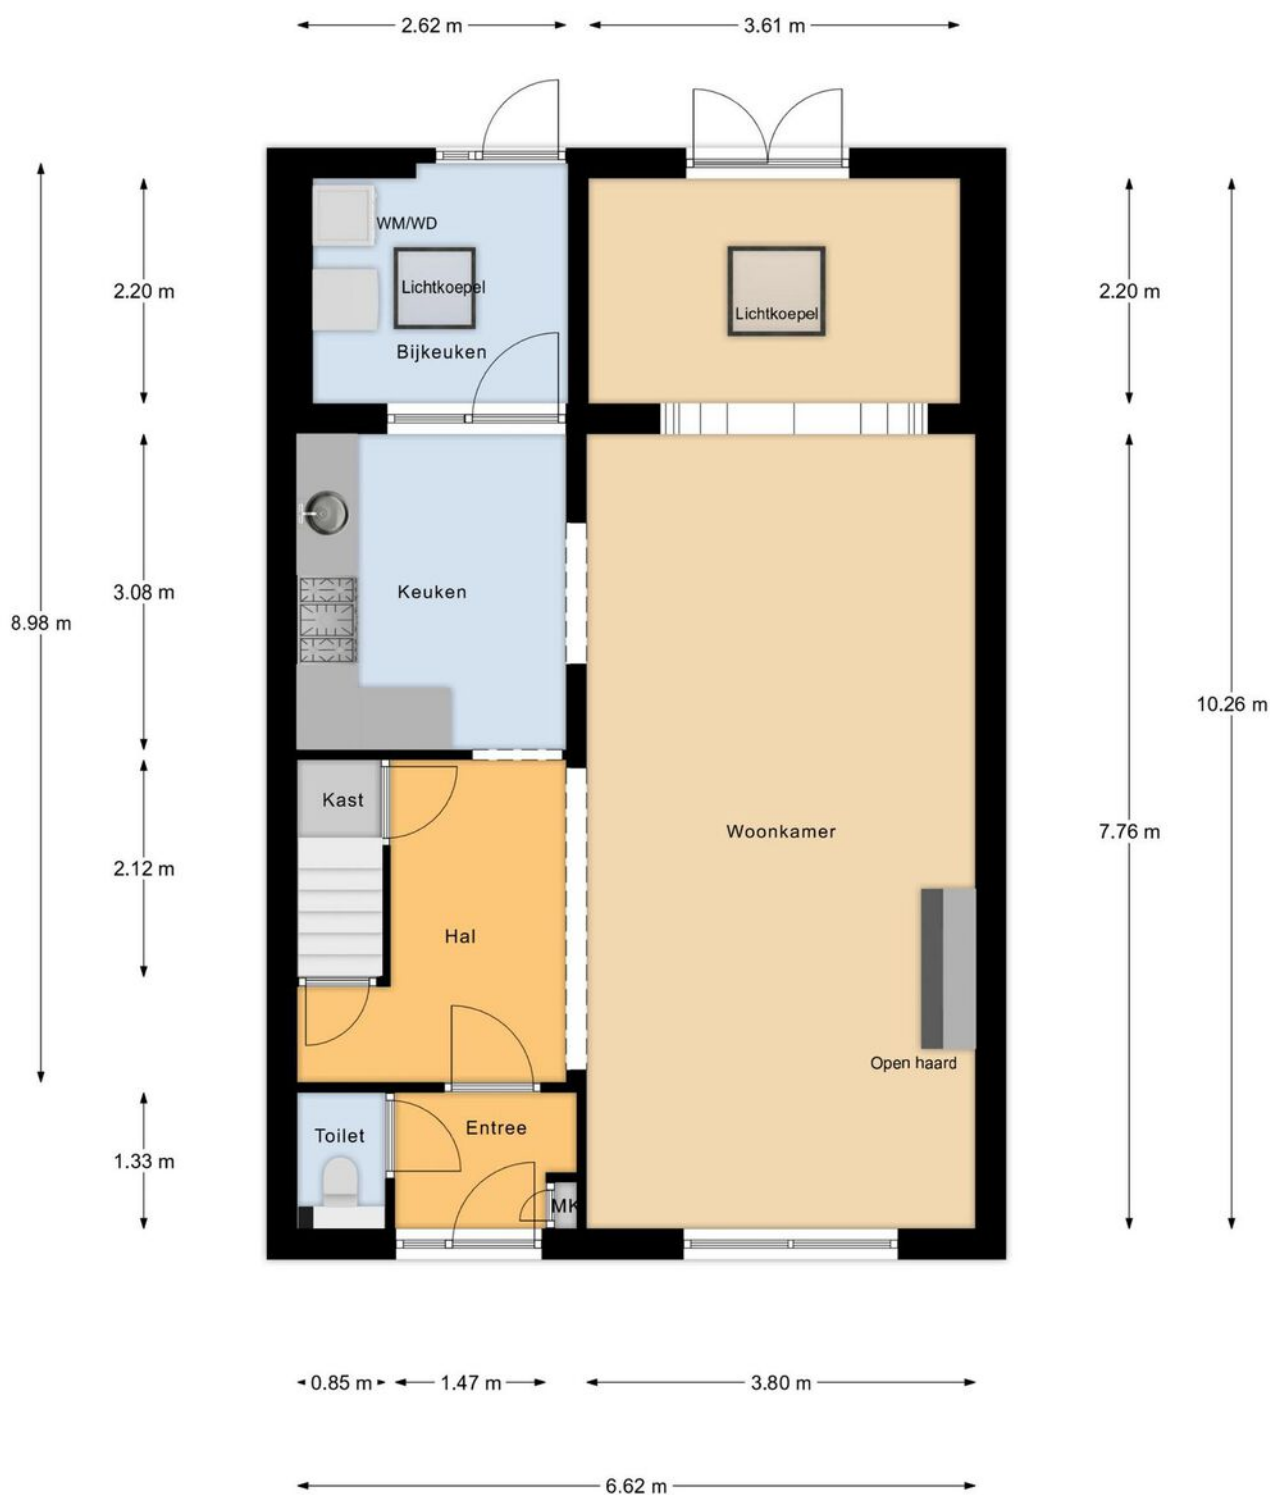 2.62 m
3.61 m
WM/WD
Lichtkoepel
Lichtkoepel
Bijkeuken
2.20 m
2.20 m
3.08 m
Keuken
8.98 m
10.26 m
Kast
Woonkamer
7.76 m
2.12 m
Hal
Open haard
Entree
Toilet
1.33 m
MK
0.85 m
1.47 m
3.80 m
6.62 m